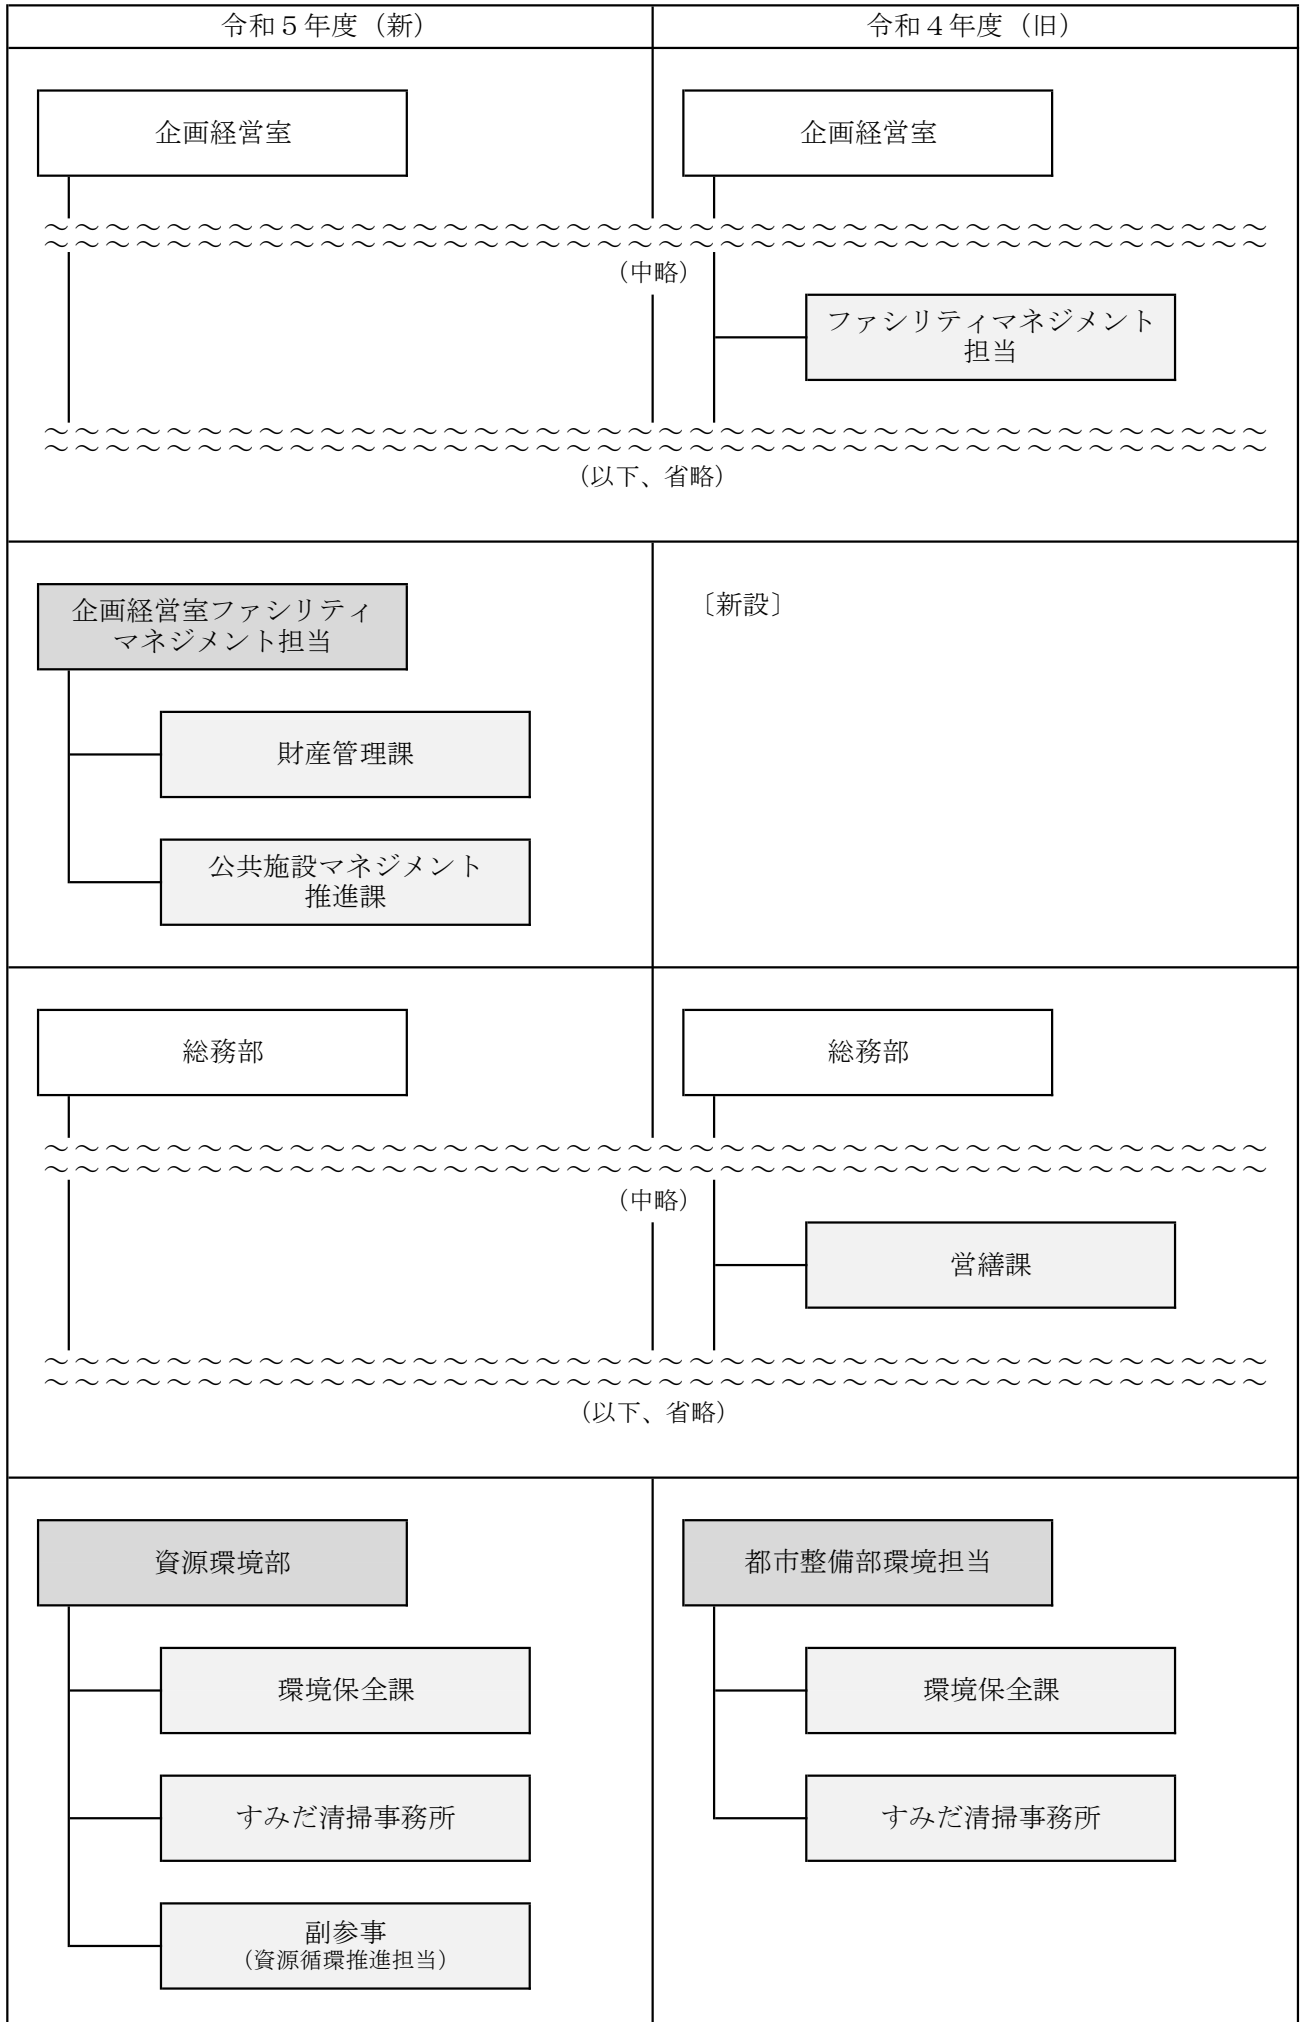 令和５年度（新）
令和４年度（旧）
企画経営室
企画経営室
～～～～～～～～～～～～～～～～～～～～～～～～～～～～～～～～～～～～～～～～
～～～～～～～～～～～～～～～～～～～～～～～～～～～～～～～～～～～～～～～～
（中略）
ファシリティマネジメント
担当
～～～～～～～～～～～～～～～～～～～～～～～～～～～～～～～～～～～～～～～～
～～～～～～～～～～～～～～～～～～～～～～～～～～～～～～～～～～～～～～～～
（以下、省略）
企画経営室ファシリティ
マネジメント担当
〔新設〕
財産管理課
公共施設マネジメント
推進課
総務部
総務部
～～～～～～～～～～～～～～～～～～～～～～～～～～～～～～～～～～～～～～～～
～～～～～～～～～～～～～～～～～～～～～～～～～～～～～～～～～～～～～～～～
（中略）
営繕課
～～～～～～～～～～～～～～～～～～～～～～～～～～～～～～～～～～～～～～～～
～～～～～～～～～～～～～～～～～～～～～～～～～～～～～～～～～～～～～～～～
（以下、省略）
資源環境部
都市整備部環境担当
環境保全課
環境保全課
すみだ清掃事務所
すみだ清掃事務所
副参事
（資源循環推進担当）